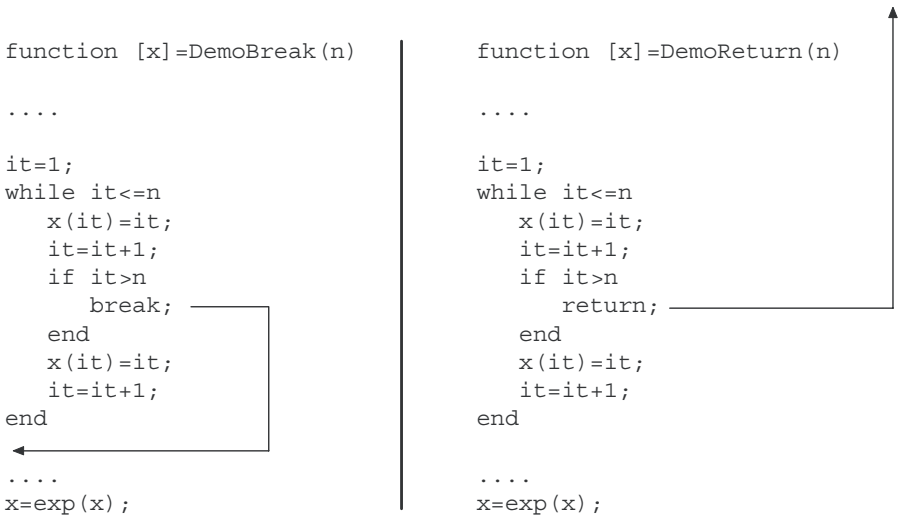 function [x]=DemoBreak(n)
....
it=1;
while it<=n
   x(it)=it;
   it=it+1;
   if it>n
      break;
   end
   x(it)=it;
   it=it+1;
end
....
x=exp(x);
function [x]=DemoReturn(n)
....
it=1;
while it<=n
   x(it)=it;
   it=it+1;
   if it>n
      return;
   end
   x(it)=it;
   it=it+1;
end
....
x=exp(x);